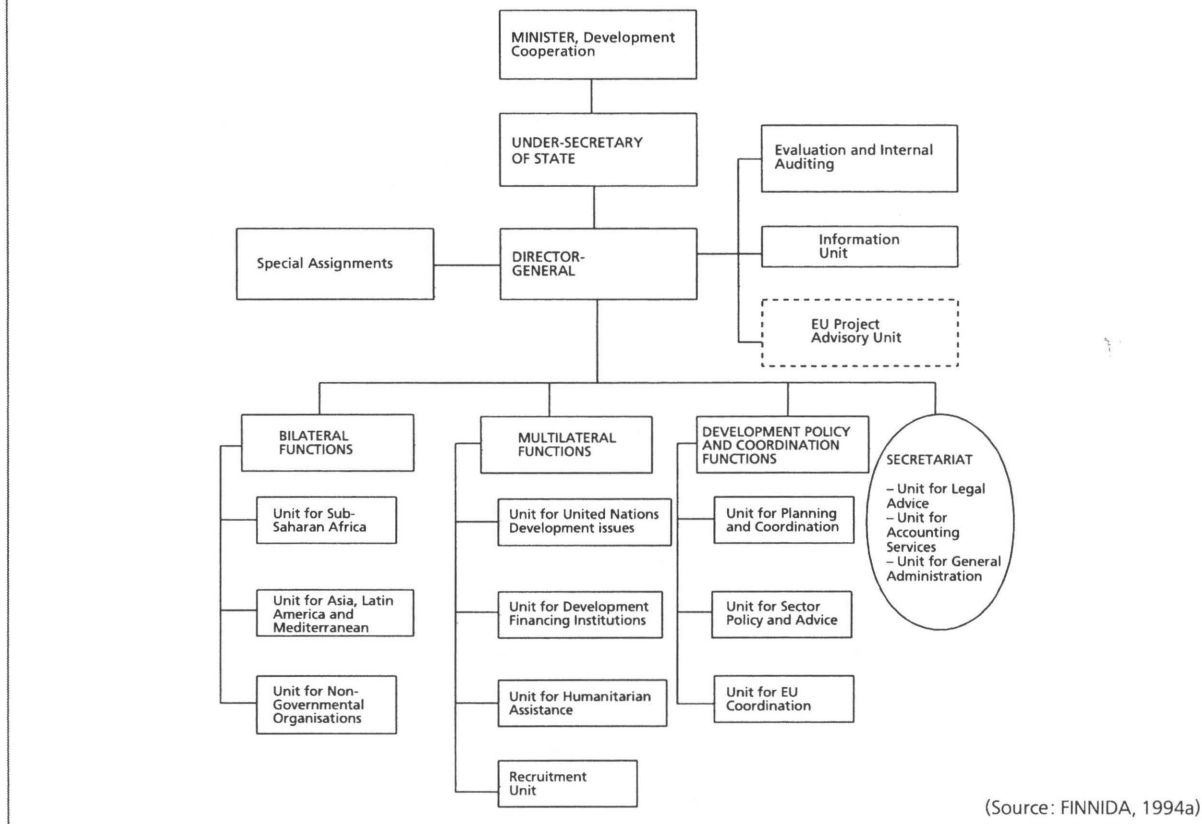 MINISTER, Development
Cooperation
UNDER-SECRETARY
OF STATE
Evaluation and Internal
Auditing
Special Assignments
DIRECTOR-
GENERAL
Information
Unit
EU Project
Advisory Unit
BILATERAL
FUNCTIONS
Unit for Sub-
Saharan Africa
Unit for Asia, Latin
America and
Mediterranean
Unit for Non-
Governmental
Organisations
MULTILATERAL
FUNCTIONS
Unit for United Nations
Development issues
Unit for Development
Financing Institutions
Unit for Humanitarian
Assistance
Recruitment
Unit
DEVELOPMENT POLICY
AND COORDINATION
FUNCTIONS
Unit for Planning
and Coordination
Unit for Sector
Policy and Advice
Unit for EU
Coordination
SECRETARIAT
– Unit for Legal
Advice
– Unit for
Accounting
Services
– Unit for General
Administration
(Source: FINNIDA, 1994a)